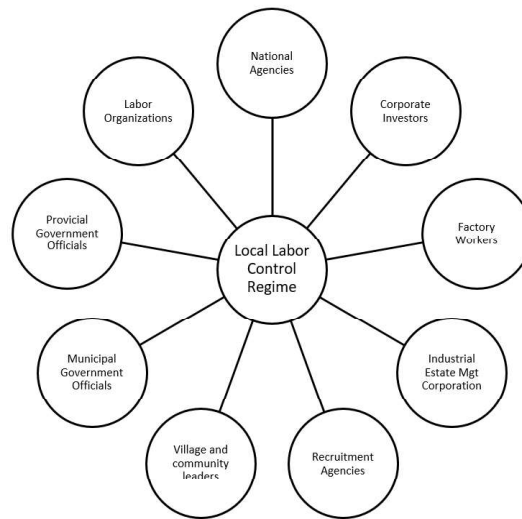 National
Agencies
Corporate
Investors
Factory
Workers
Industrial
Estate Mgt
Corporation
Recruitment
Agencies
Village and
community
leaders
Municipal
Government
Officials
Provicial
Government
Officials
Labor
Organizations
Local Labor
Control
Regime